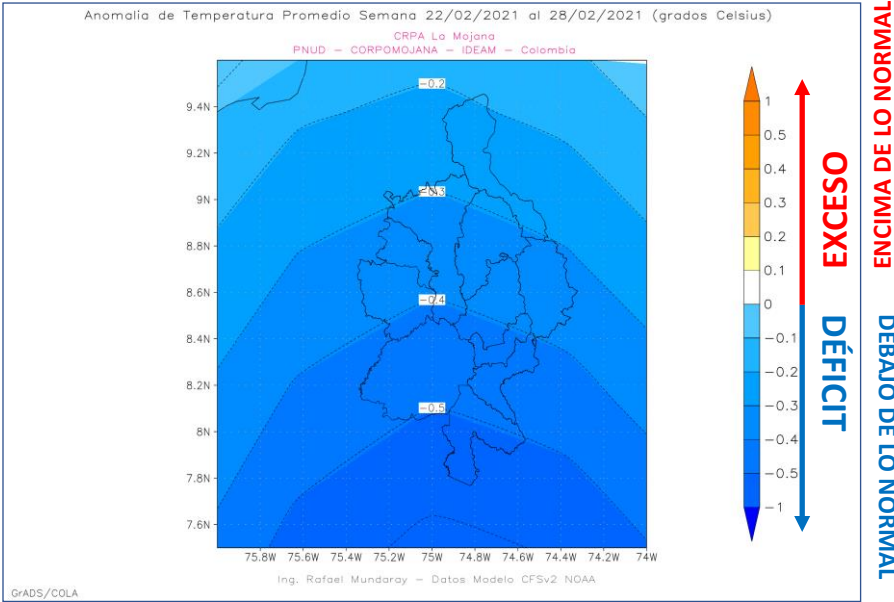 Anomalía de Temperatura Promedio Semana 22/02/2021 al 28/02/2021 (grados Celsius)
CRPA La Mojana
PNUD – CORPOMOJANA – IDEAM – Colombia
9.4N
9.2N
9N
8.8N
8.6N
8.4N
8.2N
8N
7.8N
7.6N
−0.2
−0.3
−0.4
−0.5
75.8W 75.6W 75.4W 75.2W 75W 74.8W 74.6W 74.4W 74.2W 74W
Ing. Rafael Mundaray – Datos Modelo CFSv2 NOAA
GrADS/COLA
1
0.5
0.4
0.3
0.2
0.1
0
−0.1
−0.2
−0.3
−0.4
−0.5
−1
EXCESO
DÉFICIT
ENCIMA DE LO NORMAL
DEBAJO DE LO NORMAL